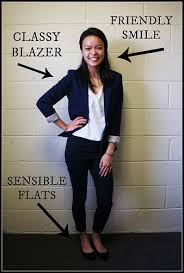 FRIENDLY
SMILE
CLASSY
BLAZER
SENSIBLE
FLATS